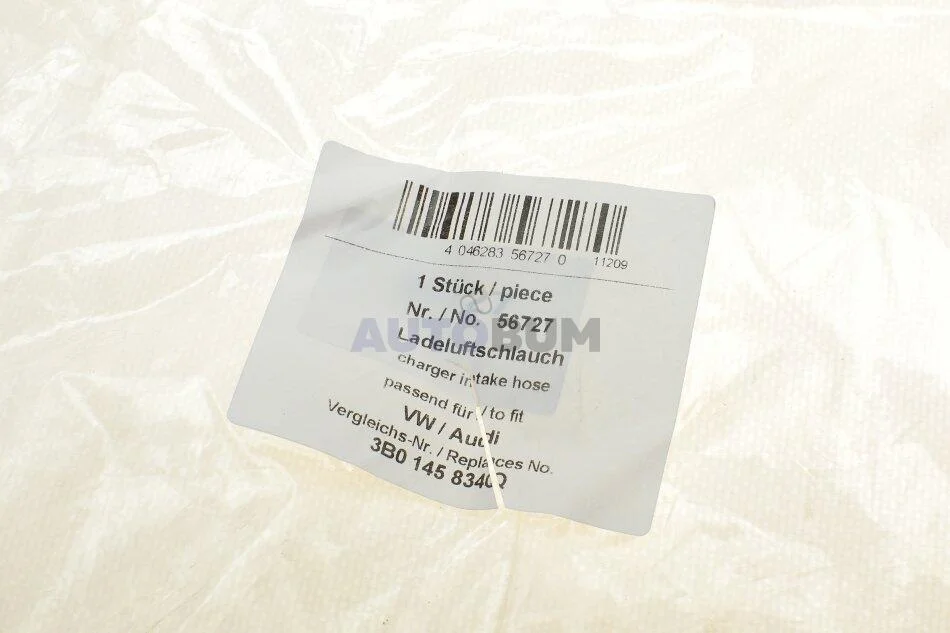 4 046283 56727 0 11209
1 Stück / piece
Nr. / No. 56727
AUTOBUM
Ladeluftschlauch
charger intake hose
passend für / to fit
VW / Audi
Vergleichs-Nr. / Replaces No.
3B0 145 834